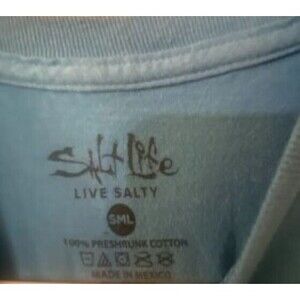 Salt Life
LIVE SALTY
SML
100% PRESHRUNK COTTON
MADE IN MEXICO